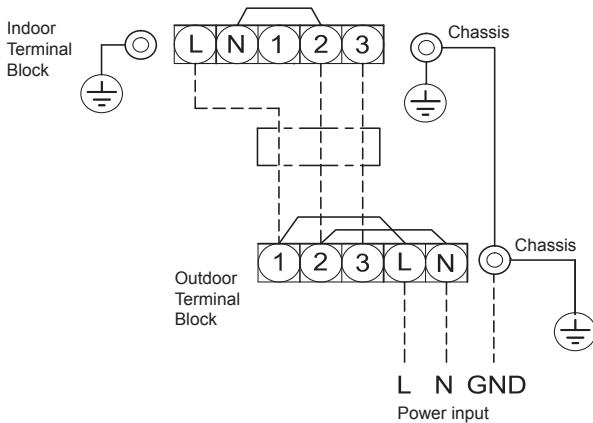 Indoor
Terminal
Block
L N 1 2 3
Chassis
Outdoor
Terminal
Block
1 2 3 L N
Chassis
L N GND
Power input